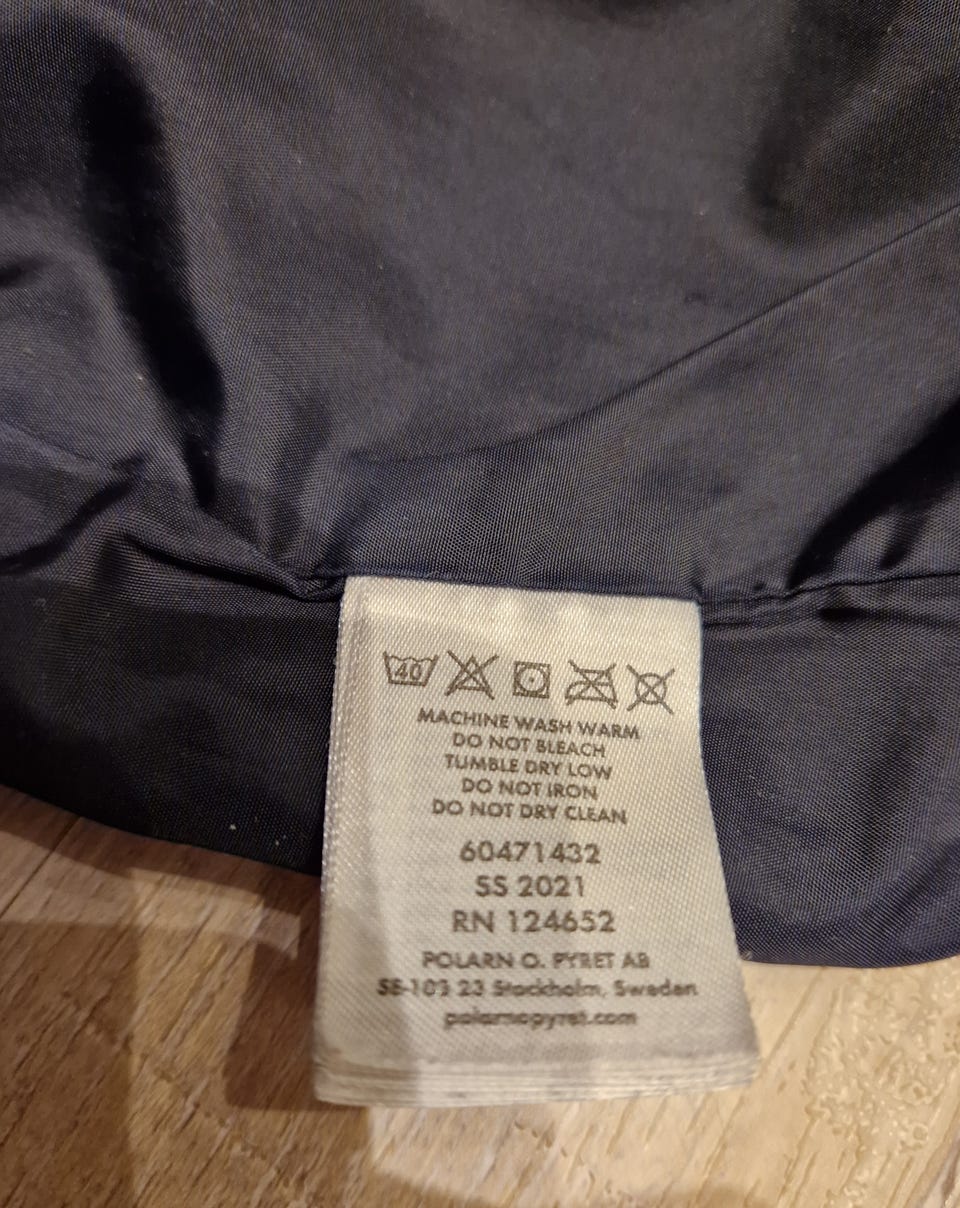 40
MACHINE WASH WARM
DO NOT BLEACH
TUMBLE DRY LOW
DO NOT IRON
DO NOT DRY CLEAN
60471432
SS 2021
RN 124652
POLARN O. PYRET AB
SE-103 23 Stockholm, Sweden
polarnopyret.com